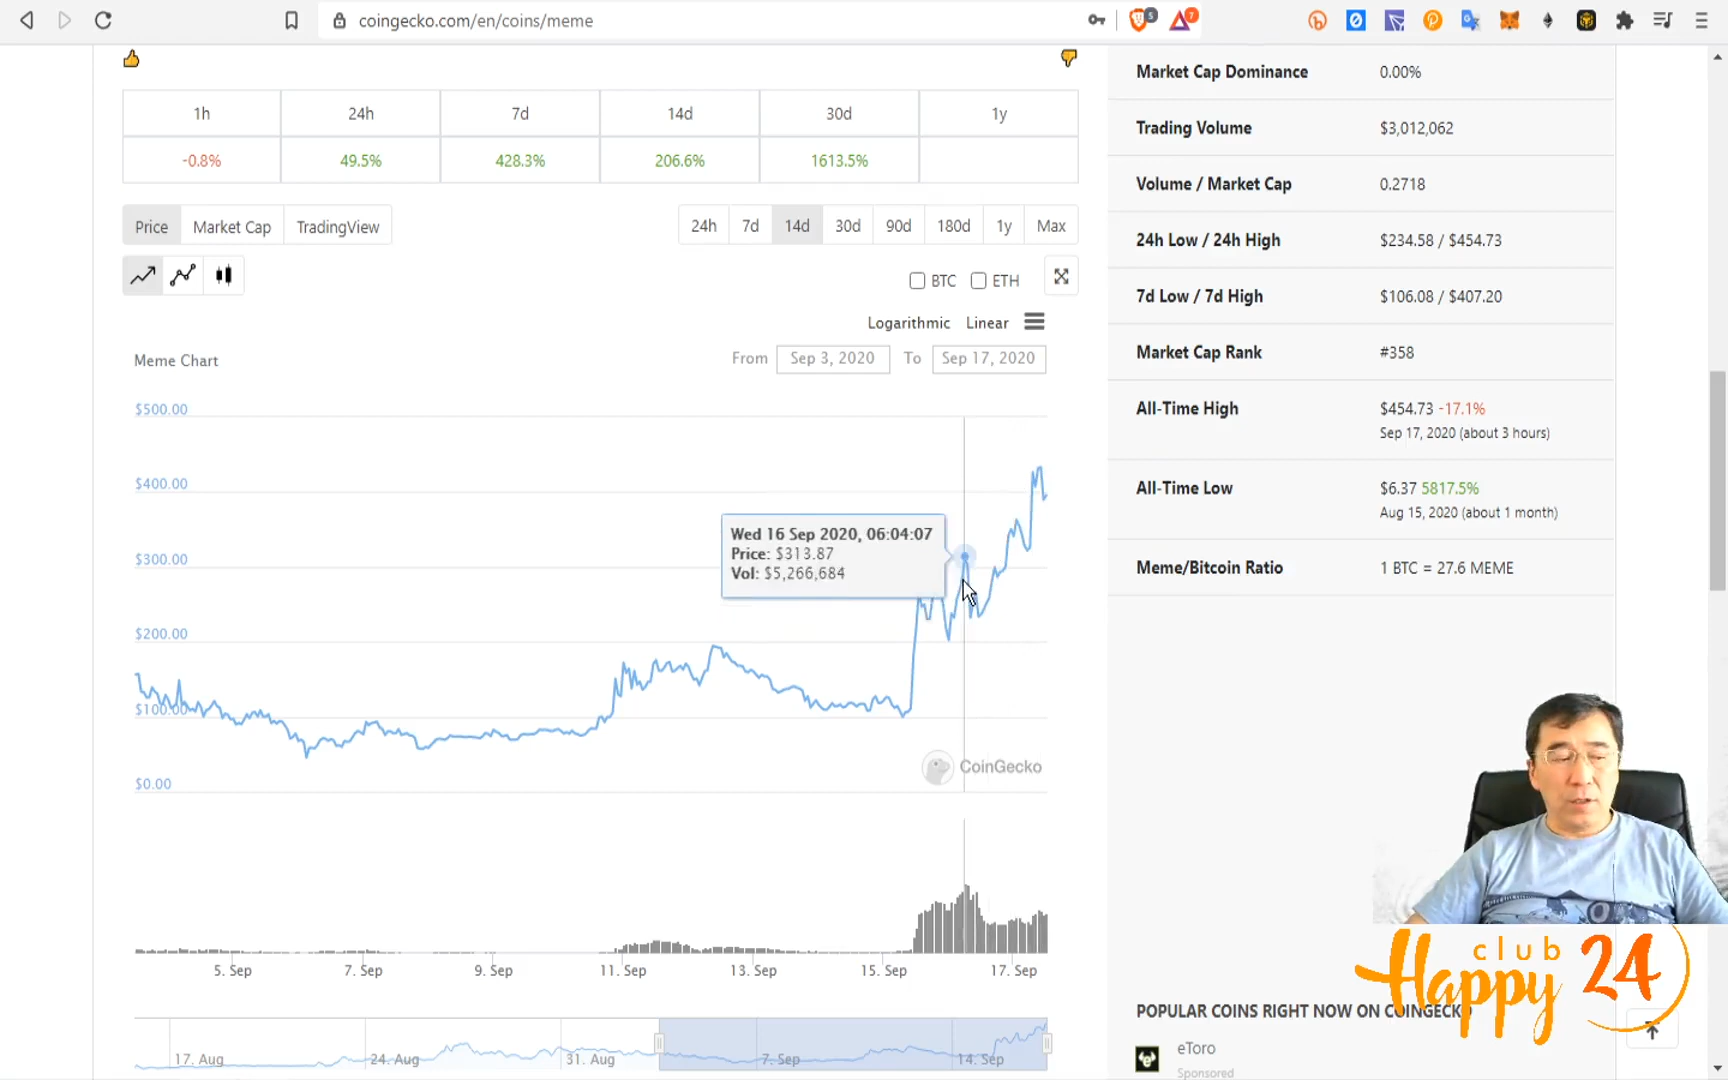 coingecko.com/en/coins/meme
5
7
1h 24h 7d 14d 30d 1y
-0.8% 49.5% 428.3% 206.6% 1613.5%
Price Market Cap TradingView
24h 7d 14d 30d 90d 180d 1y Max
BTC ETH
Logarithmic Linear
Meme Chart
From Sep 3, 2020 To Sep 17, 2020
$500.00
$400.00
$300.00
$200.00
$100.00
$0.00
Wed 16 Sep 2020, 06:04:07
Price: $313.87
Vol: $5,266,684
CoinGecko
5. Sep 7. Sep 9. Sep 11. Sep 13. Sep 15. Sep 17. Sep
17. Aug 24. Aug 31. Aug 7. Sep 14. Sep
Market Cap Dominance 0.00%
Trading Volume $3,012,062
Volume / Market Cap 0.2718
24h Low / 24h High $234.58 / $454.73
7d Low / 7d High $106.08 / $407.20
Market Cap Rank #358
All-Time High $454.73 -17.1%
Sep 17, 2020 (about 3 hours)
All-Time Low $6.37 5817.5%
Aug 15, 2020 (about 1 month)
Meme/Bitcoin Ratio 1 BTC = 27.6 MEME
club
Happy 24
POPULAR COINS RIGHT NOW ON COINGECKO
eToro
Sponsored